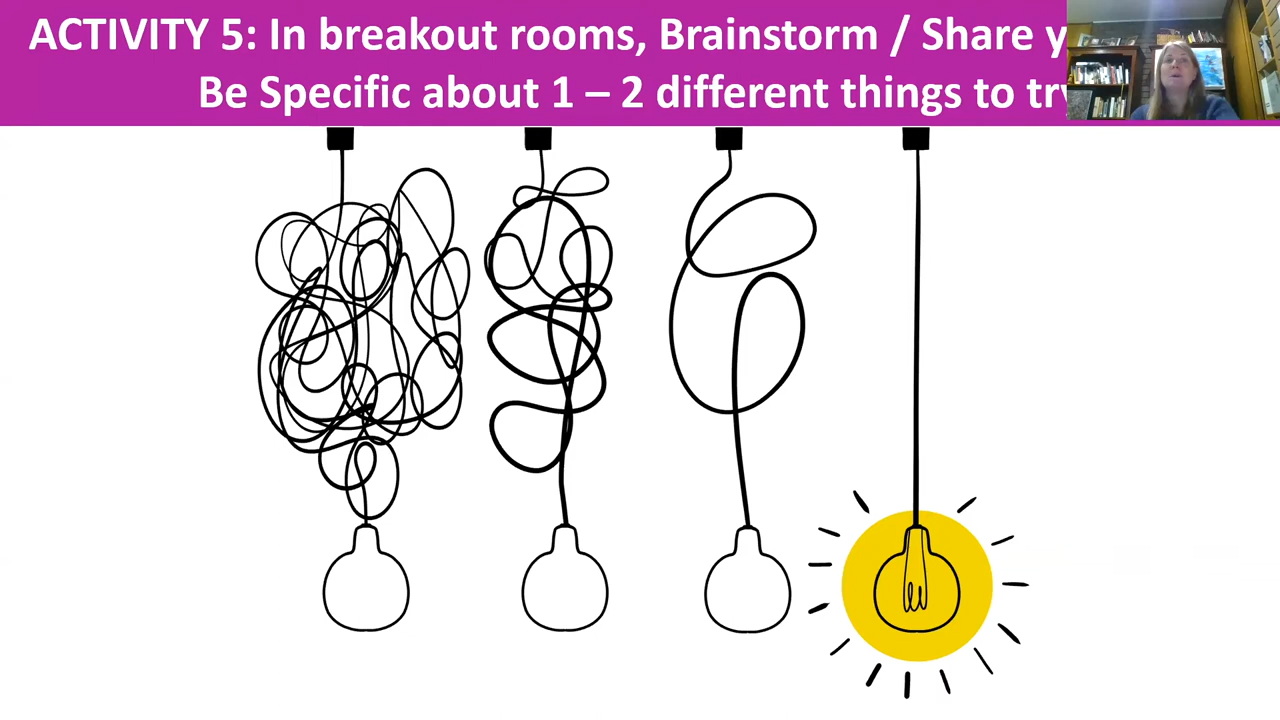 ACTIVITY 5: In breakout rooms, Brainstorm / Share
Be Specific about 1 – 2 different things to